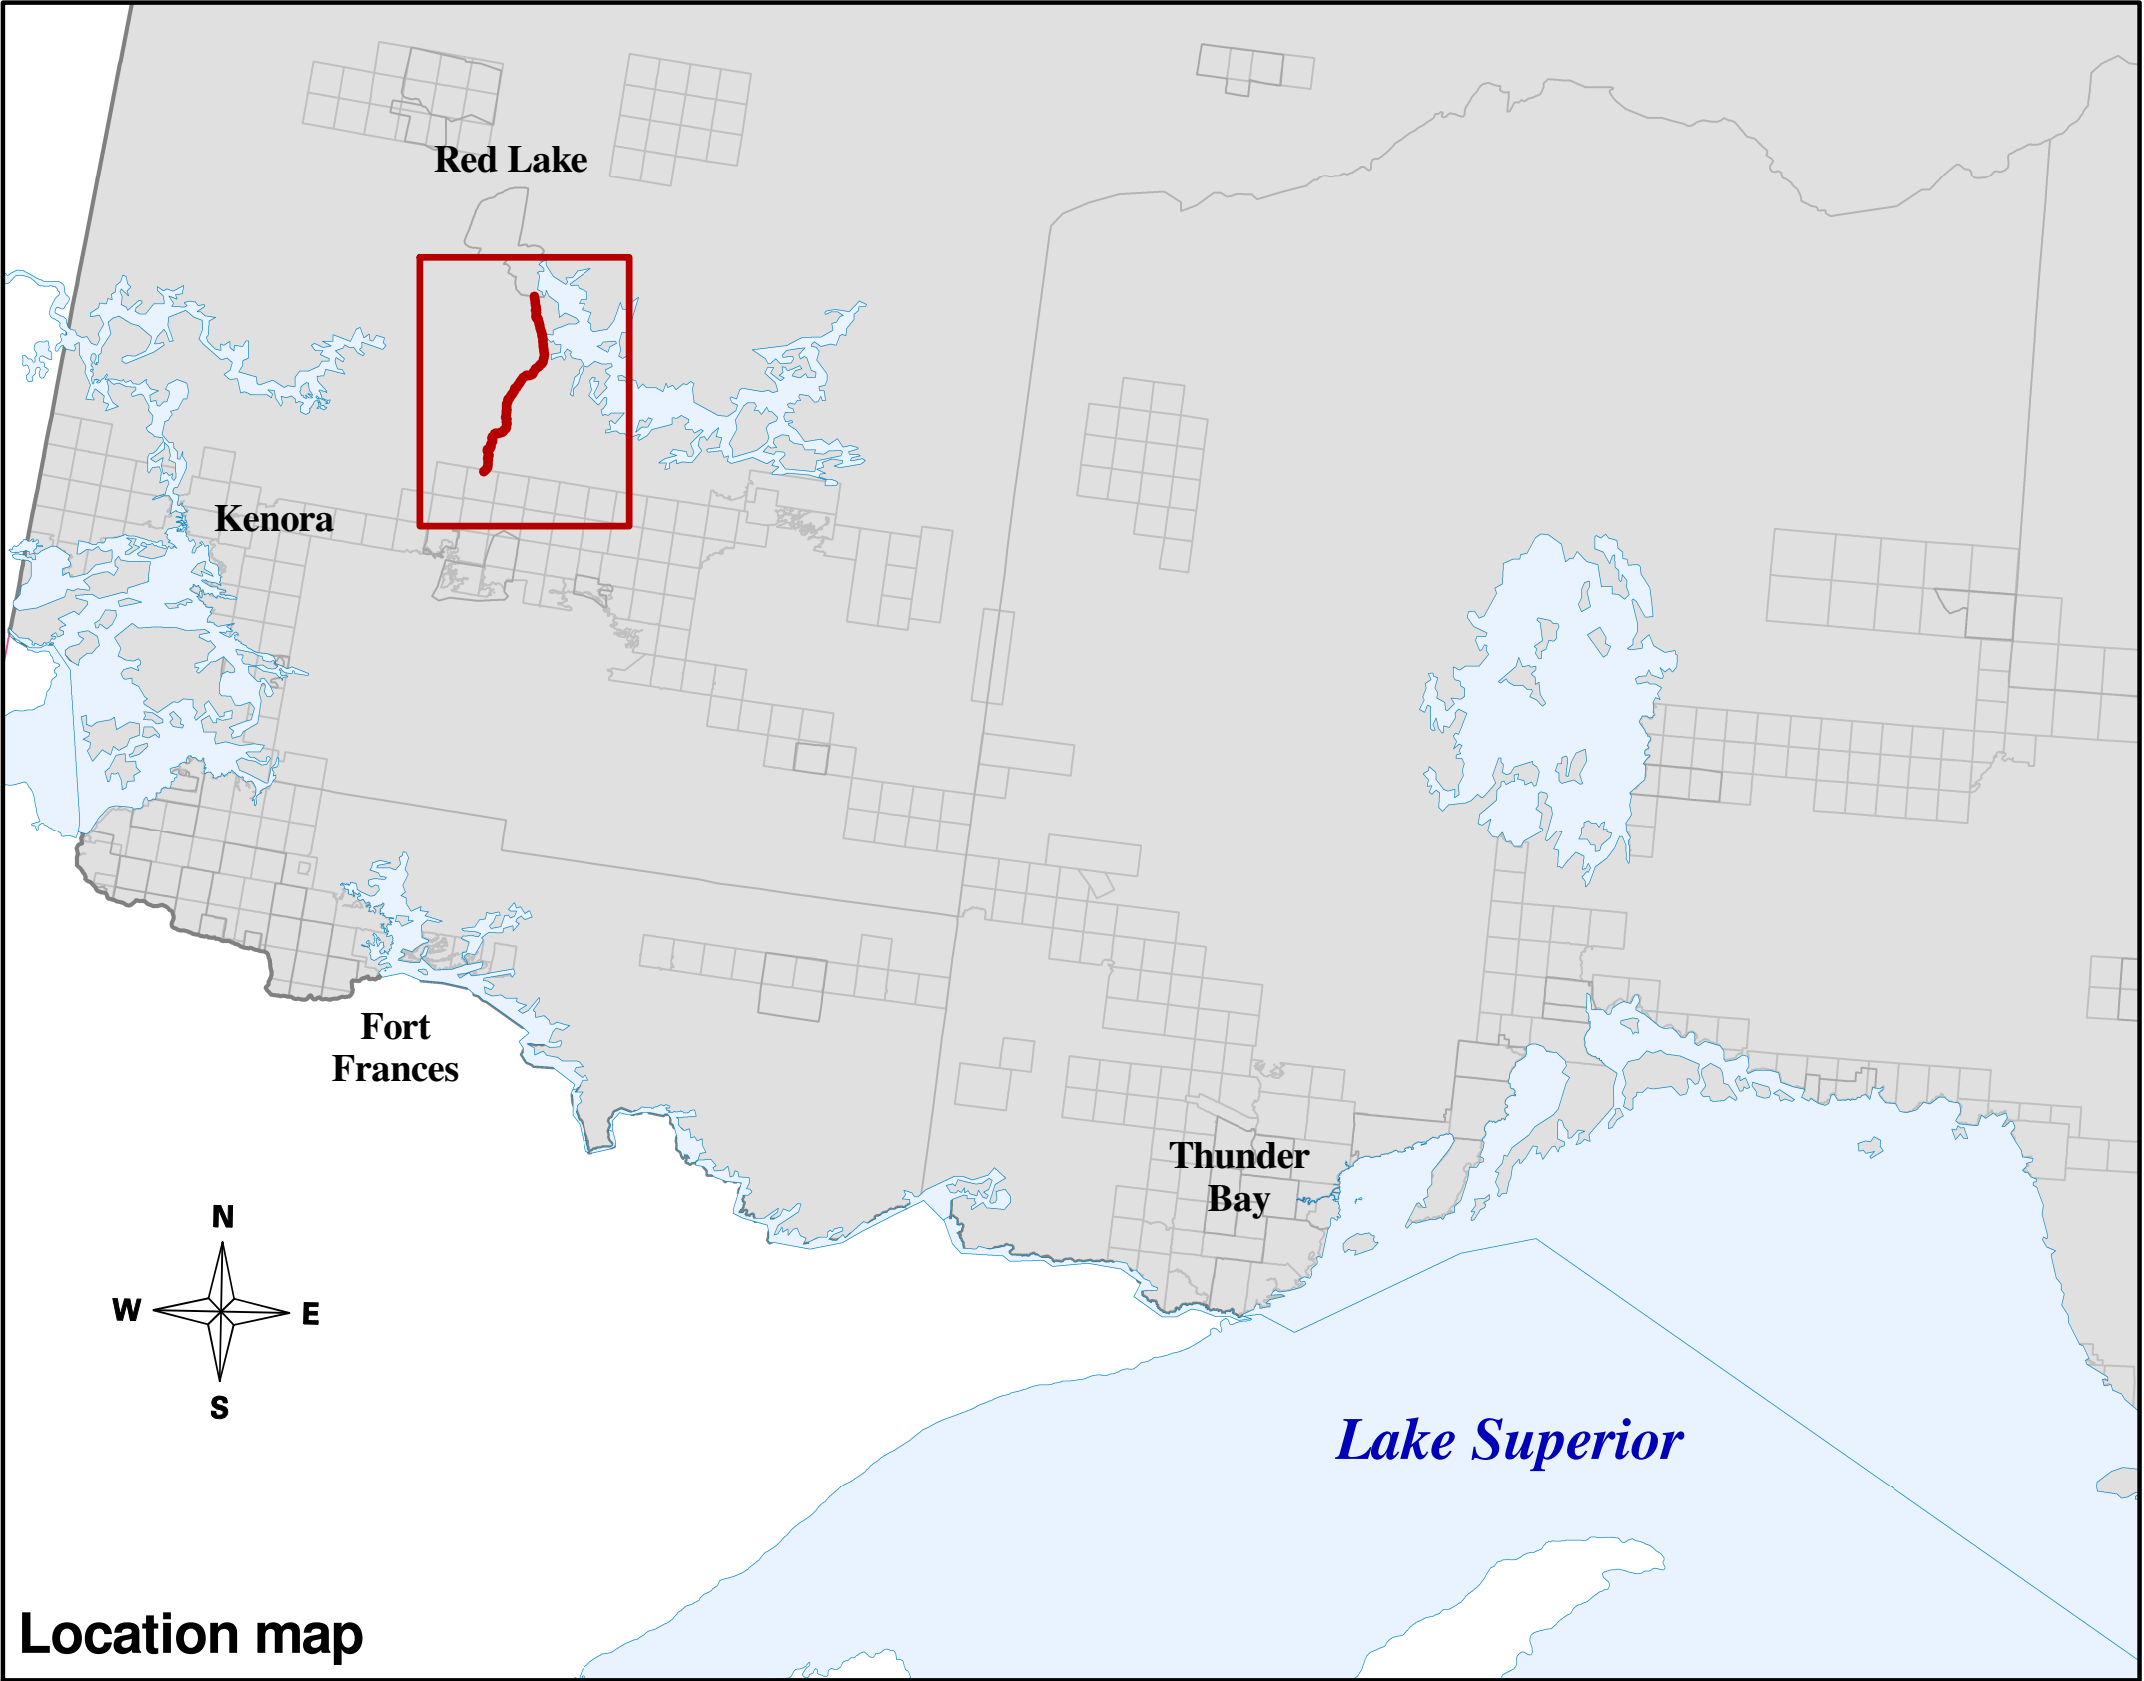 Red Lake
Kenora
Fort
Frances
Thunder
Bay
N
W
E
S
Lake Superior
Location map